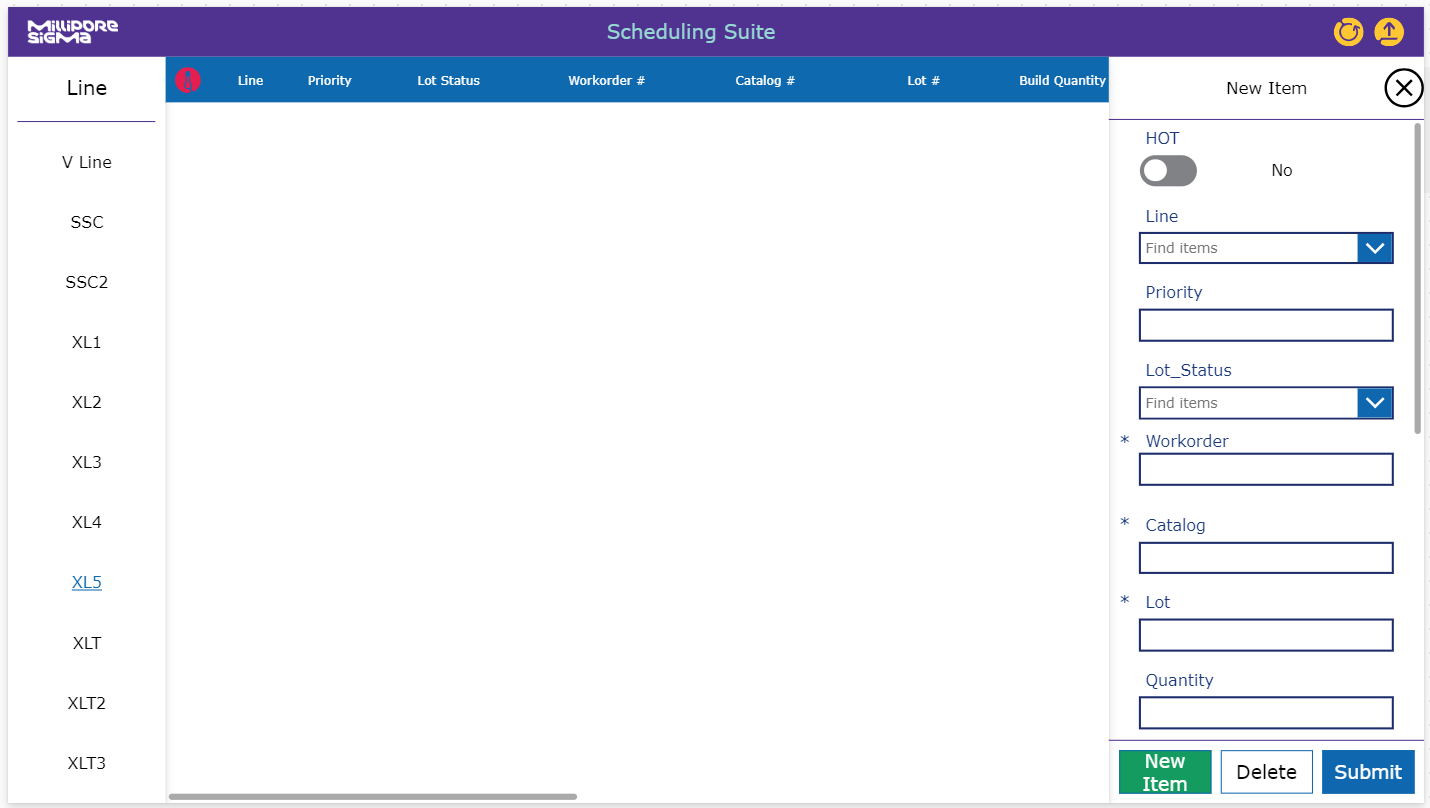 MILLIPORE
SIGMA
Scheduling Suite
Line
Line Priority Lot Status Workorder # Catalog # Lot # Build Quantity
V Line
SSC
SSC2
XL1
XL2
XL3
XL4
XL5
XLT
XLT2
XLT3
New Item
HOT
No
Line
Find items
Priority
Lot_Status
Find items
* Workorder
* Catalog
* Lot
Quantity
New
Item
Delete
Submit